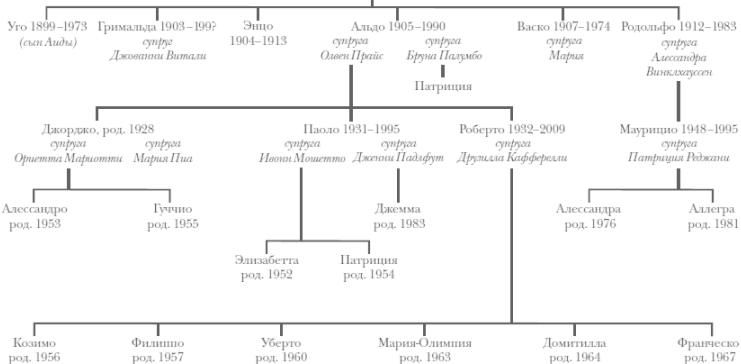 Уго 1899–1973
(сын Аиды)
Гримальда 1903–199?
супруг
Джованни Витали
Энцо
1904–1913
Альдо 1905–1990
супруга
Олвен Прайс
супруга
Бруна Палумбо
Васко 1907–1974
супруга
Мария
Родольфо 1912–1983
супруга
Алессандра
Винклхауссен
Патриция
Джорджо, род. 1928
супруга
Ориетта Мариотти
супруга
Мария Пиа
Паоло 1931–1995
супруга
Ивонн Мошетто
супруга
Дженни Падлфут
Роберто 1932–2009
супруга
Друзилла Кафферелли
Маурицио 1948–1995
супруга
Патриция Реджани
Алессандро
род. 1953
Гуччио
род. 1955
Джемма
род. 1983
Алессандра
род. 1976
Аллегра
род. 1981
Элизабетта
род. 1952
Патриция
род. 1954
Козимо
род. 1956
Филиппо
род. 1957
Уберто
род. 1960
Мария-Олимпия
род. 1963
Домитилла
род. 1964
Франческо
род. 1967